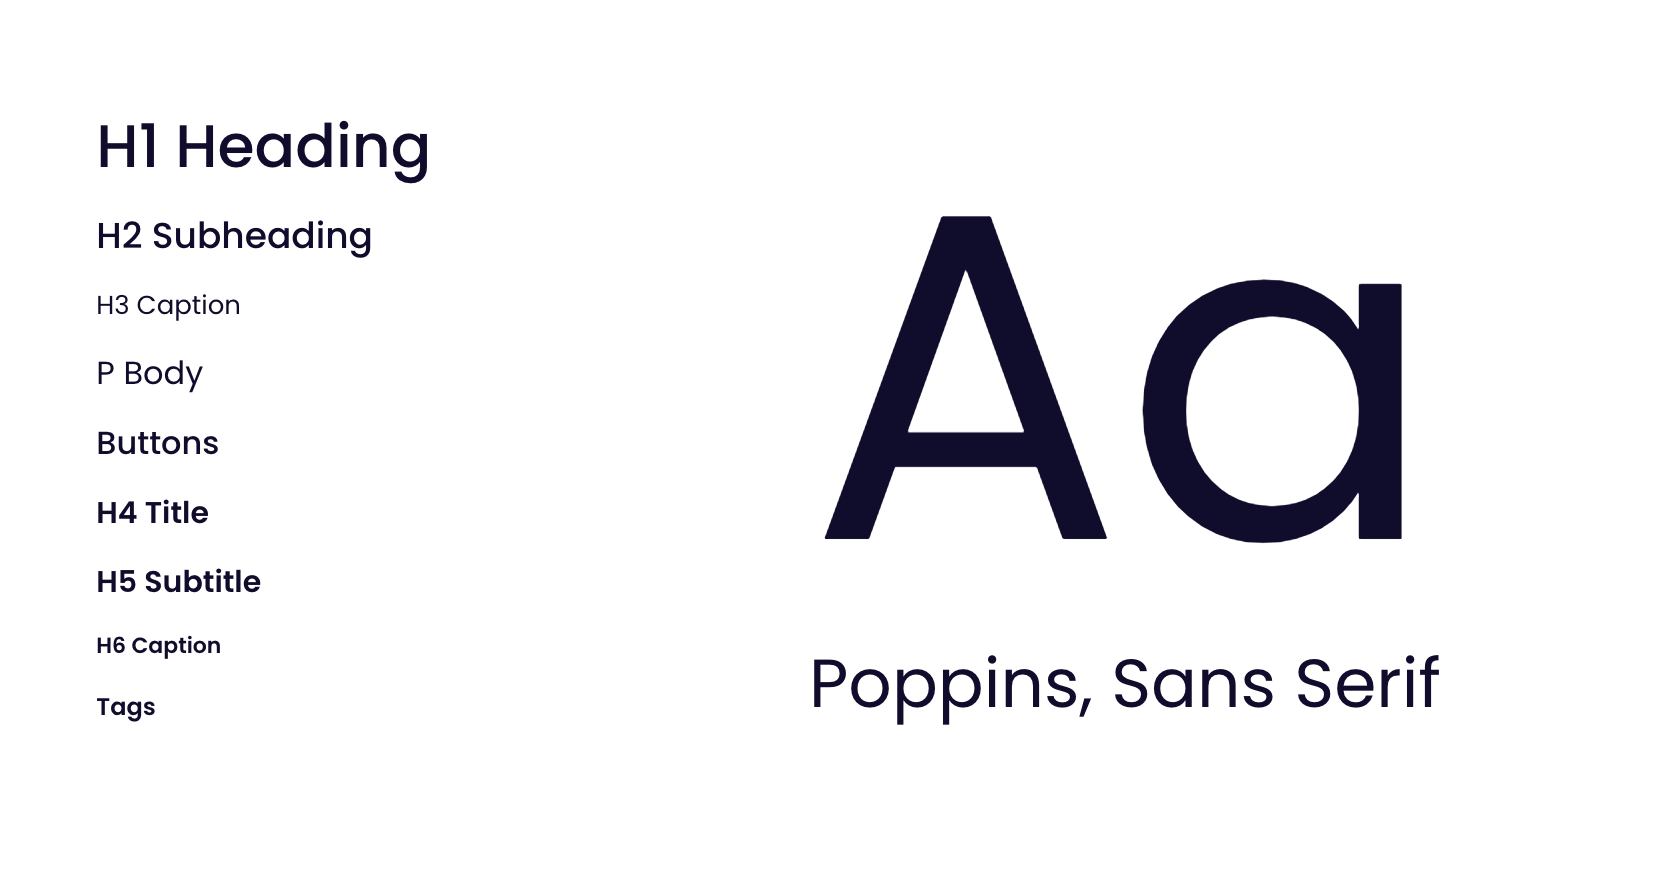 H1 Heading
H2 Subheading
H3 Caption
P Body
Buttons
H4 Title
H5 Subtitle
H6 Caption
Tags
Aa
Poppins, Sans Serif